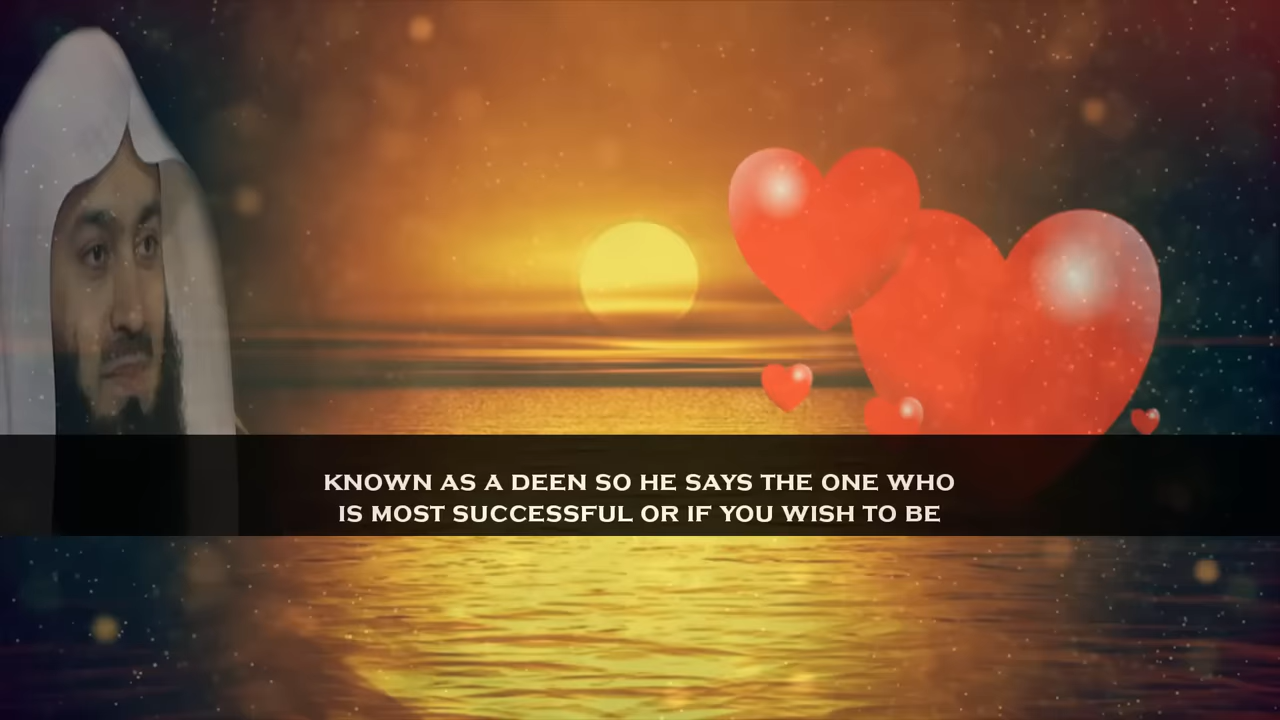 KNOWN AS A DEEN SO HE SAYS THE ONE WHO
IS MOST SUCCESSFUL OR IF YOU WISH TO BE